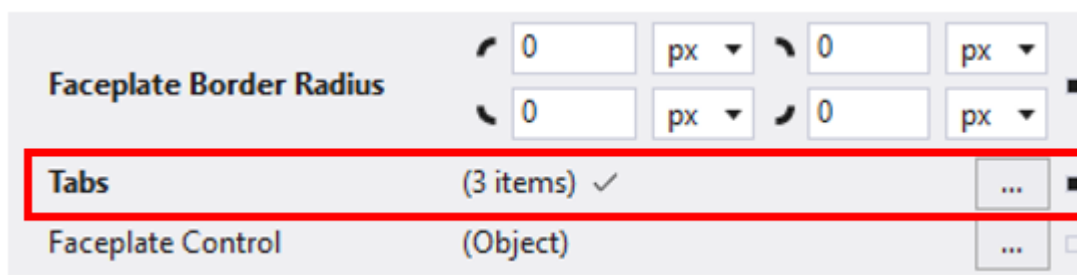 0 px 0 px
Faceplate Border Radius
0 px 0 px
Tabs (3 items) ...
Faceplate Control (Object) ...